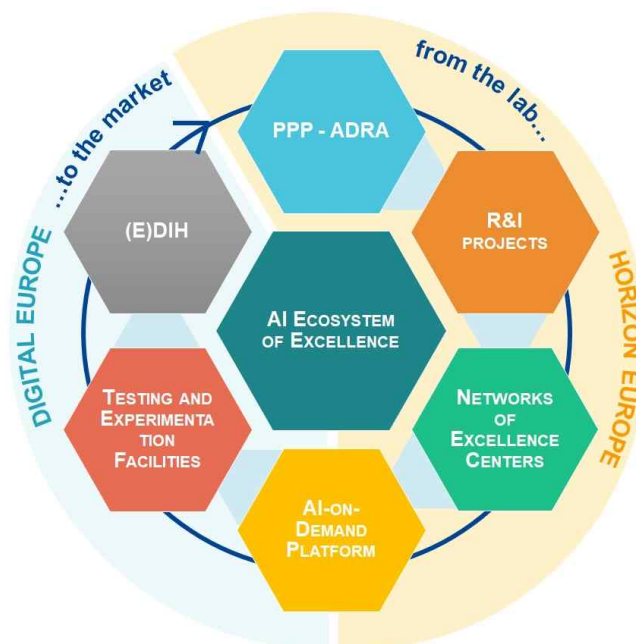 ...to the market
from the lab...
DIGITAL EUROPE
HORIZON EUROPE
PPP - ADRA
R&I
PROJECTS
NETWORKS
OF
EXCELLENCE
CENTERS
AI-ON-
DEMAND
PLATFORM
TESTING AND
EXPERIMENTA
TION
FACILITIES
(E)DIH
AI ECOSYSTEM
OF EXCELLENCE